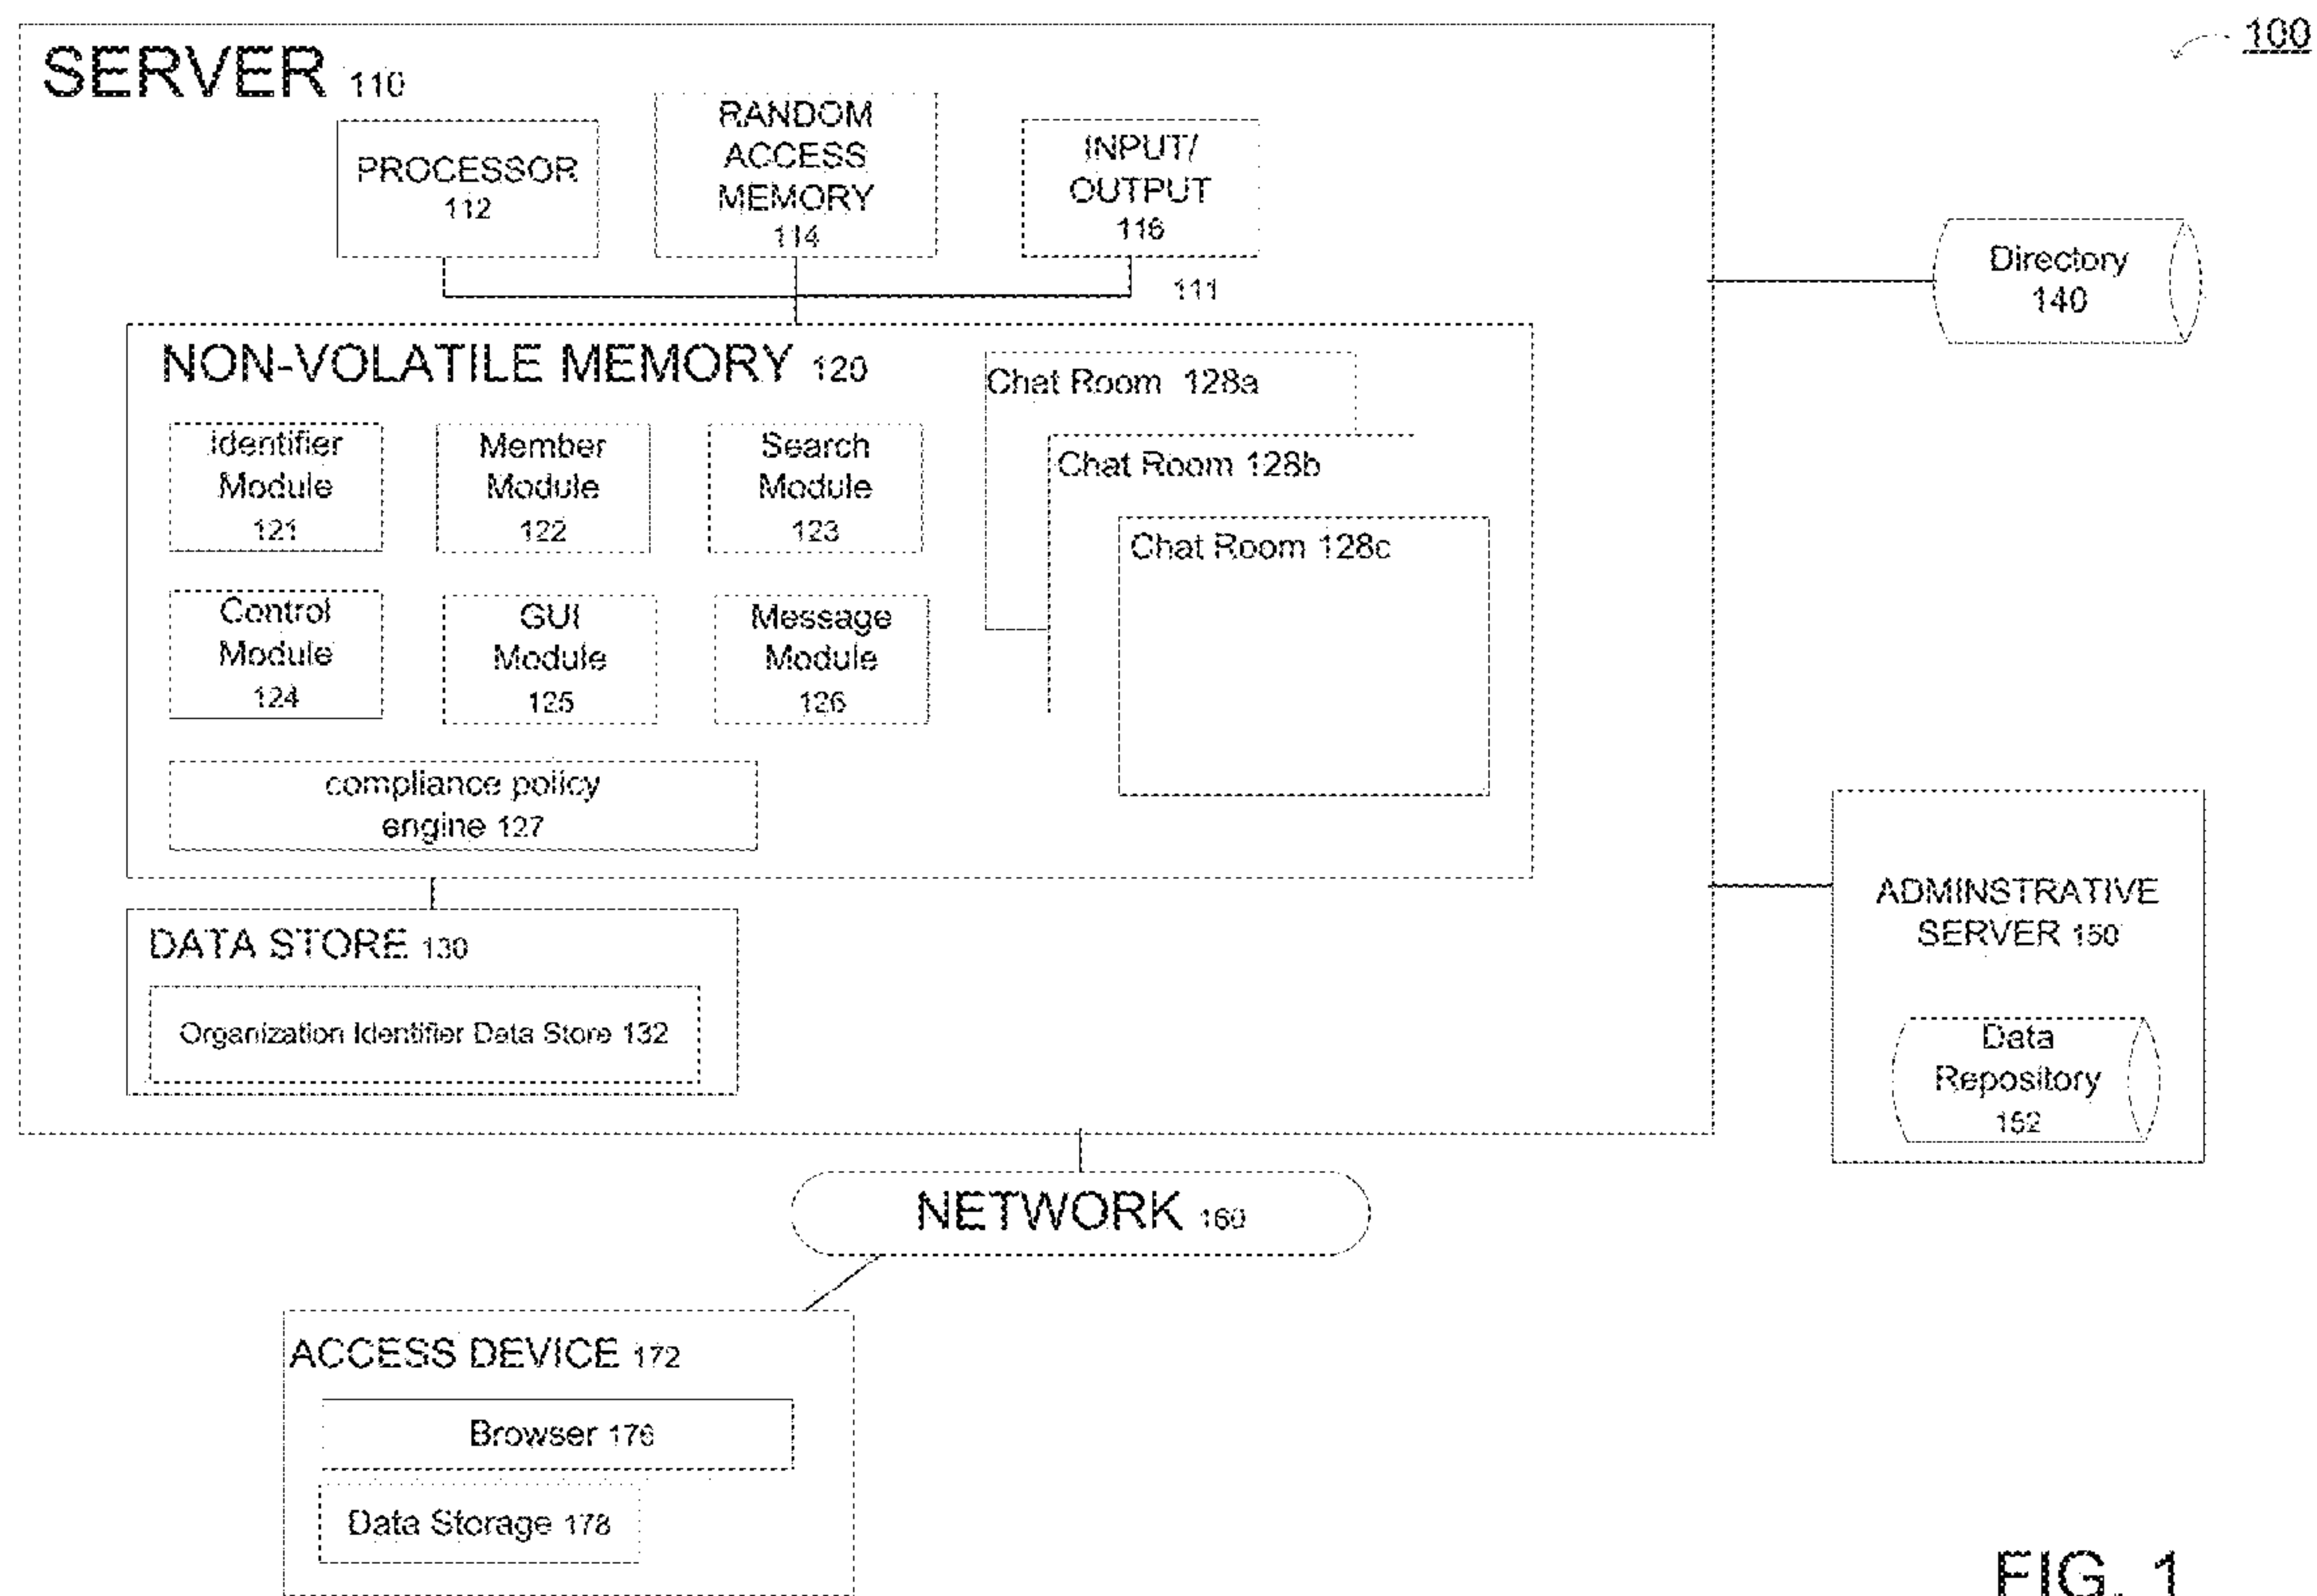 100
SERVER 110
PROCESSOR
112
RANDOM
ACCESS
MEMORY
114
INPUT/
OUTPUT
116
111
Directory
140
NON-VOLATILE MEMORY 120
Identifier
Module
121
Member
Module
122
Search
Module
123
Control
Module
124
GUI
Module
125
Message
Module
126
compliance policy
engine 127
Chat Room 128a
Chat Room 128b
Chat Room 128c
DATA STORE 130
Organization Identifier Data Store 132
ADMINSTRATIVE
SERVER 150
Data
Repository
152
NETWORK 160
ACCESS DEVICE 172
Browser 176
Data Storage 178
FIG. 1